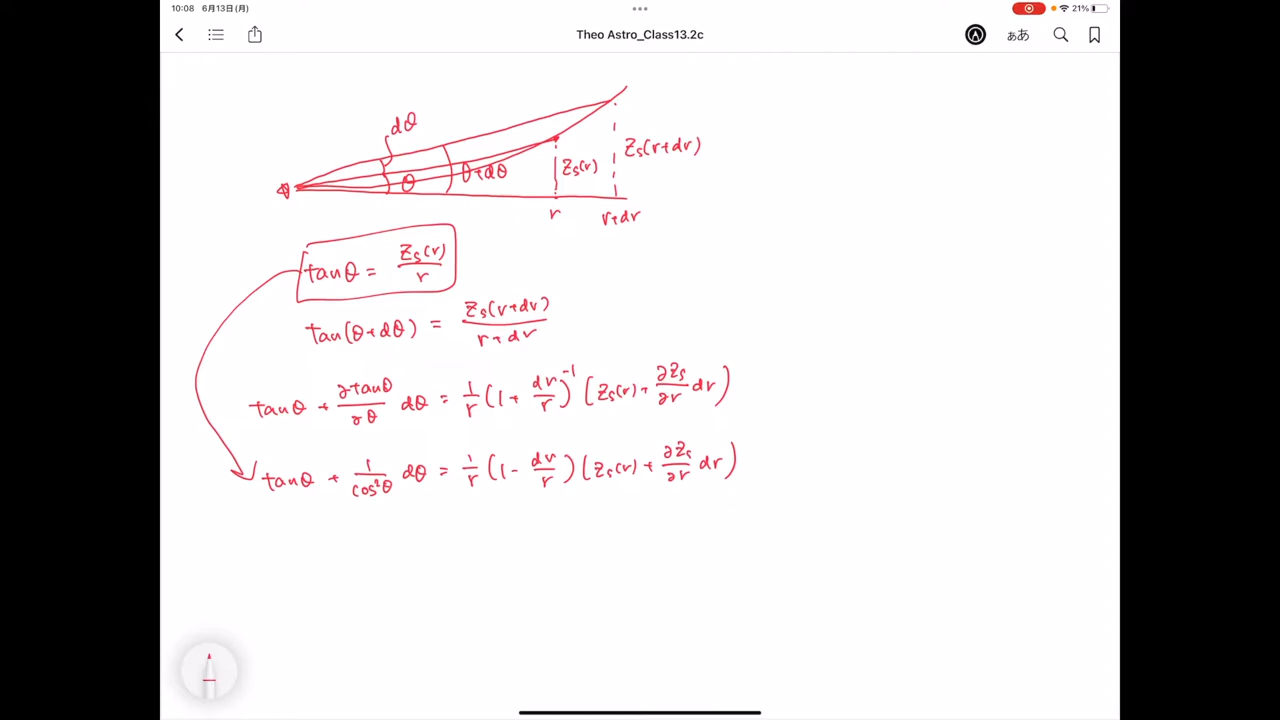 10:08 6月13日(月)
21%
Theo Astro_Class13.2c
ぁあ
dθ
θ
θ+dθ
Zs(r)
Zs(r+dr)
r
r+dr
tanθ = Zs(r)/r
tan(θ+dθ) = Zs(r+dr)/(r+dr)
tanθ + ∂tanθ/∂θ dθ = 1/r (1 + dr/r)⁻¹ (Zs(r) + ∂Zs/∂r dr)
tanθ + 1/cos²θ dθ = 1/r (1 - dr/r) (Zs(r) + ∂Zs/∂r dr)